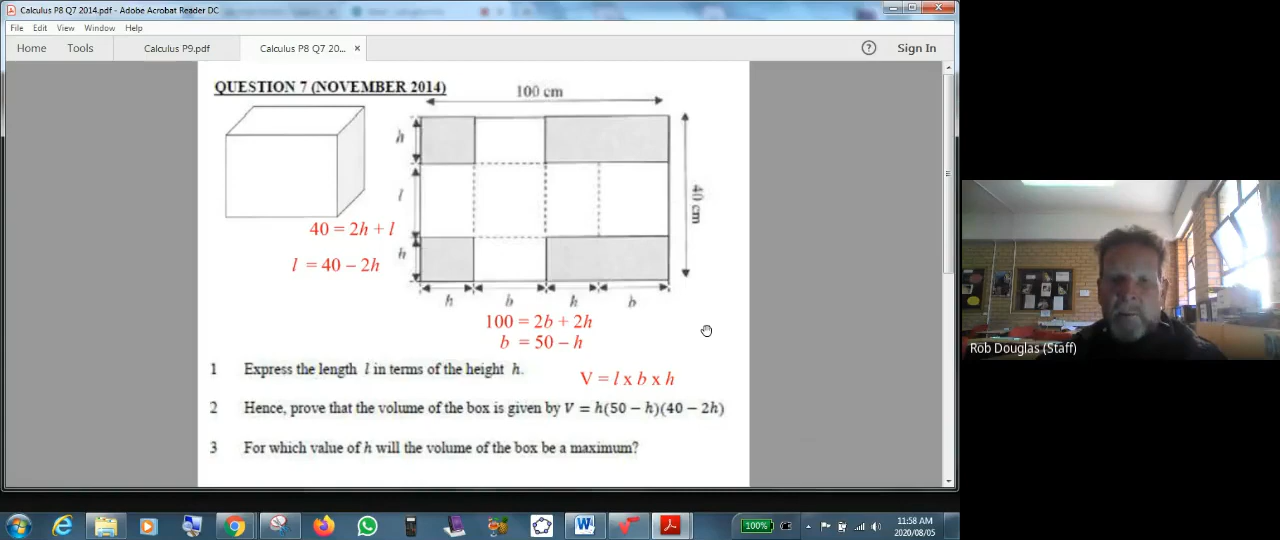 Calculus P8 Q7 2014.pdf - Adobe Acrobat Reader DC
File Edit View Window Help
Home Tools Calculus P9.pdf Calculus P8 Q7 20... × ? Sign In
QUESTION 7 (NOVEMBER 2014)
100 cm
h
l
40 cm
40 = 2h + l
h
l = 40 – 2h
h b h b
100 = 2b + 2h
b = 50 – h
1 Express the length l in terms of the height h.
V = l x b x h
2 Hence, prove that the volume of the box is given by V = h(50 − h)(40 − 2h)
3 For which value of h will the volume of the box be a maximum?
Rob Douglas (Staff)
100%
11:58 AM
2020/08/05